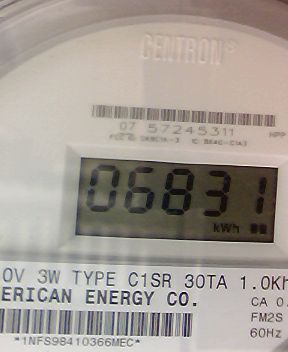 CENTRON®
07 57245311
HPP
06831
kWh
0V 3W TYPE C1SR 30TA 1.0Kh
ERICAN ENERGY CO.
CA 0.
FM2S
60Hz
*1NFS98410366MEC*